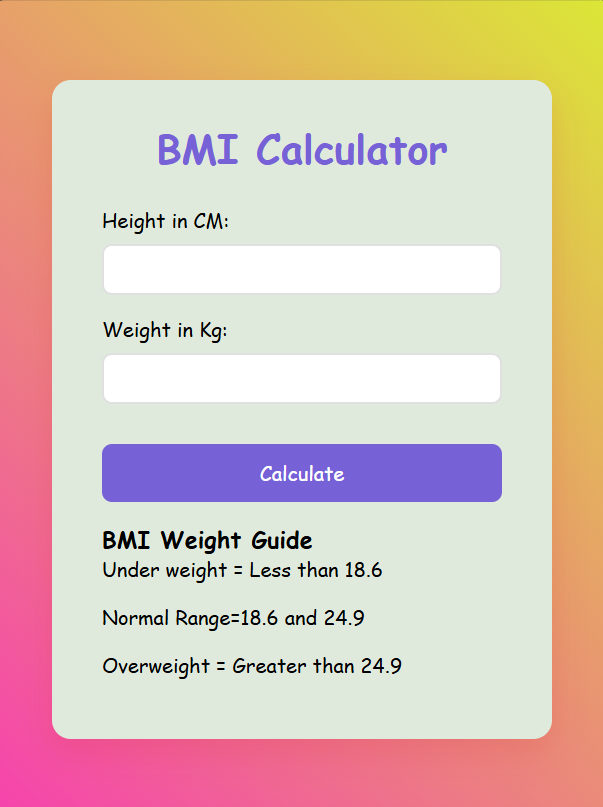 BMI Calculator
Height in CM:
Weight in Kg:
Calculate
BMI Weight Guide
Under weight = Less than 18.6
Normal Range=18.6 and 24.9
Overweight = Greater than 24.9